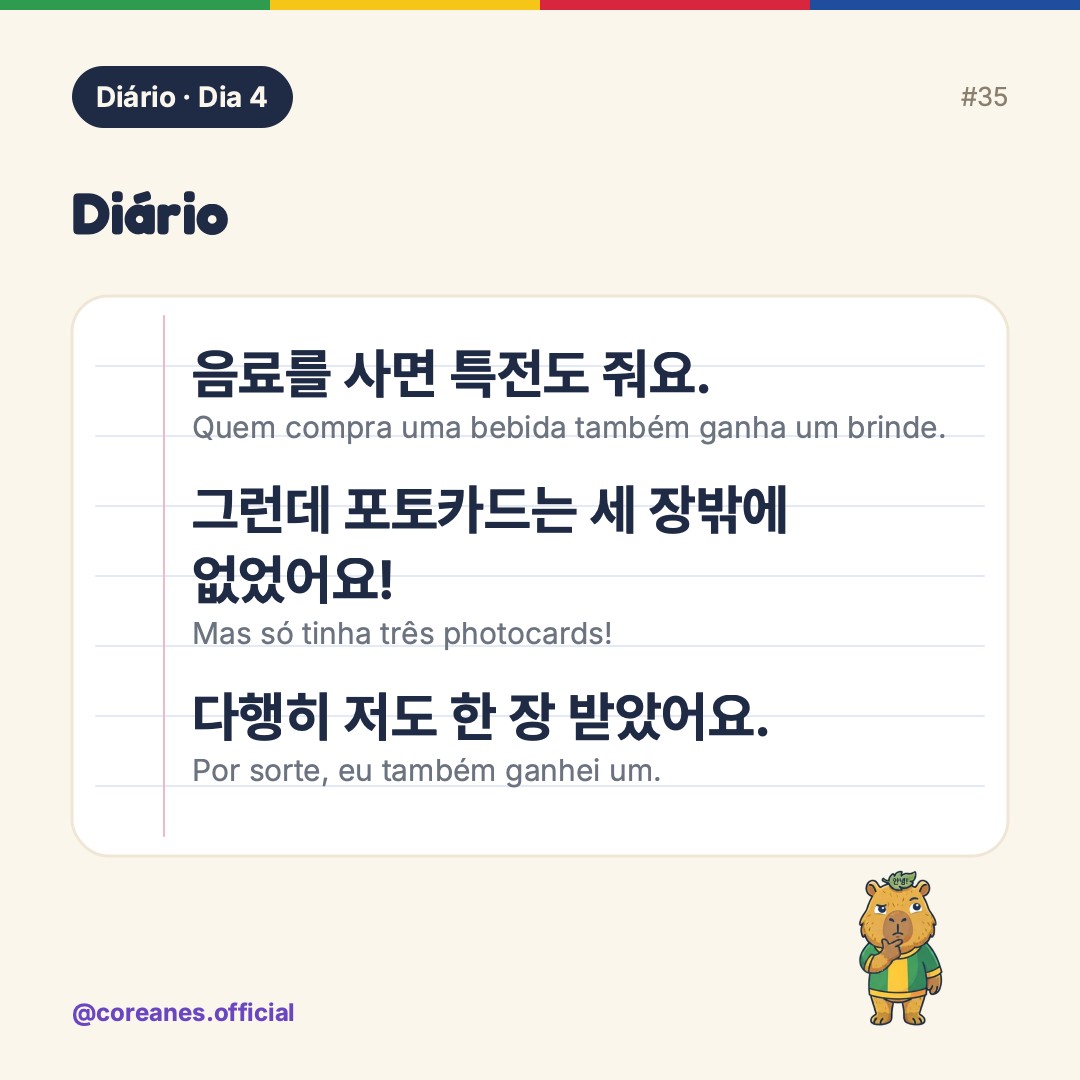 Diário · Dia 4
#35
Diário
음료를 사면 특전도 줘요.
Quem compra uma bebida também ganha um brinde.
그런데 포토카드는 세 장밖에
없었어요!
Mas só tinha três photocards!
다행히 저도 한 장 받았어요.
Por sorte, eu também ganhei um.
안녕!
@coreanes.official